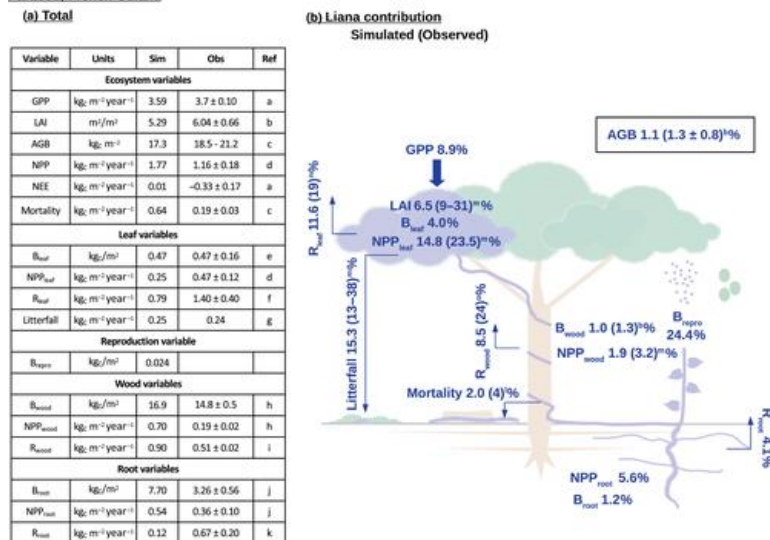 (a) Total
Variable Units Sim Obs Ref
Ecosystem variables
GPP kgC m⁻² year⁻¹ 3.59 3.7 ± 0.10 a
LAI m²/m² 5.29 6.04 ± 0.66 b
AGB kgC m⁻² 17.3 18.5 - 21.2 c
NPP kgC m⁻² year⁻¹ 1.77 1.16 ± 0.18 d
NEE kgC m⁻² year⁻¹ 0.01 −0.33 ± 0.17 a
Mortality kgC m⁻² year⁻¹ 0.64 0.19 ± 0.03 c
Leaf variables
Bleaf kgC/m² 0.47 0.47 ± 0.16 e
NPPleaf kgC m⁻² year⁻¹ 0.25 0.47 ± 0.12 d
Rleaf kgC m⁻² year⁻¹ 0.79 1.40 ± 0.40 f
Litterfall kgC m⁻² year⁻¹ 0.25 0.24 g
Reproduction variable
Brepro kgC/m² 0.024
Wood variables
Bwood kgC/m² 16.9 14.8 ± 0.5 h
NPPwood kgC m⁻² year⁻¹ 0.70 0.19 ± 0.02 h
Rwood kgC m⁻² year⁻¹ 0.90 0.51 ± 0.02 i
Root variables
Broot kgC/m² 7.70 3.26 ± 0.56 j
NPProot kgC m⁻² year⁻¹ 0.54 0.36 ± 0.10 j
Rroot kgC m⁻² year⁻¹ 0.12 0.67 ± 0.20 k
(b) Liana contribution
Simulated (Observed)
AGB 1.1 (1.3 ± 0.8)ᵇ%
GPP 8.9%
LAI 6.5 (9–31)ᵐ%
Bleaf 4.0%
NPPleaf 14.8 (23.5)ᵐ%
Rleaf 11.6 (19)ᵐ%
Litterfall 15.3 (13–38)ᵐ%
Rwood 8.5 (24)ᵐ%
Bwood 1.0 (1.3)ᵇ%
NPPwood 1.9 (3.2)ᵐ%
Brepro
24.4%
Mortality 2.0 (4)ˡ%
Rroot 4.1%
NPProot 5.6%
Broot 1.2%